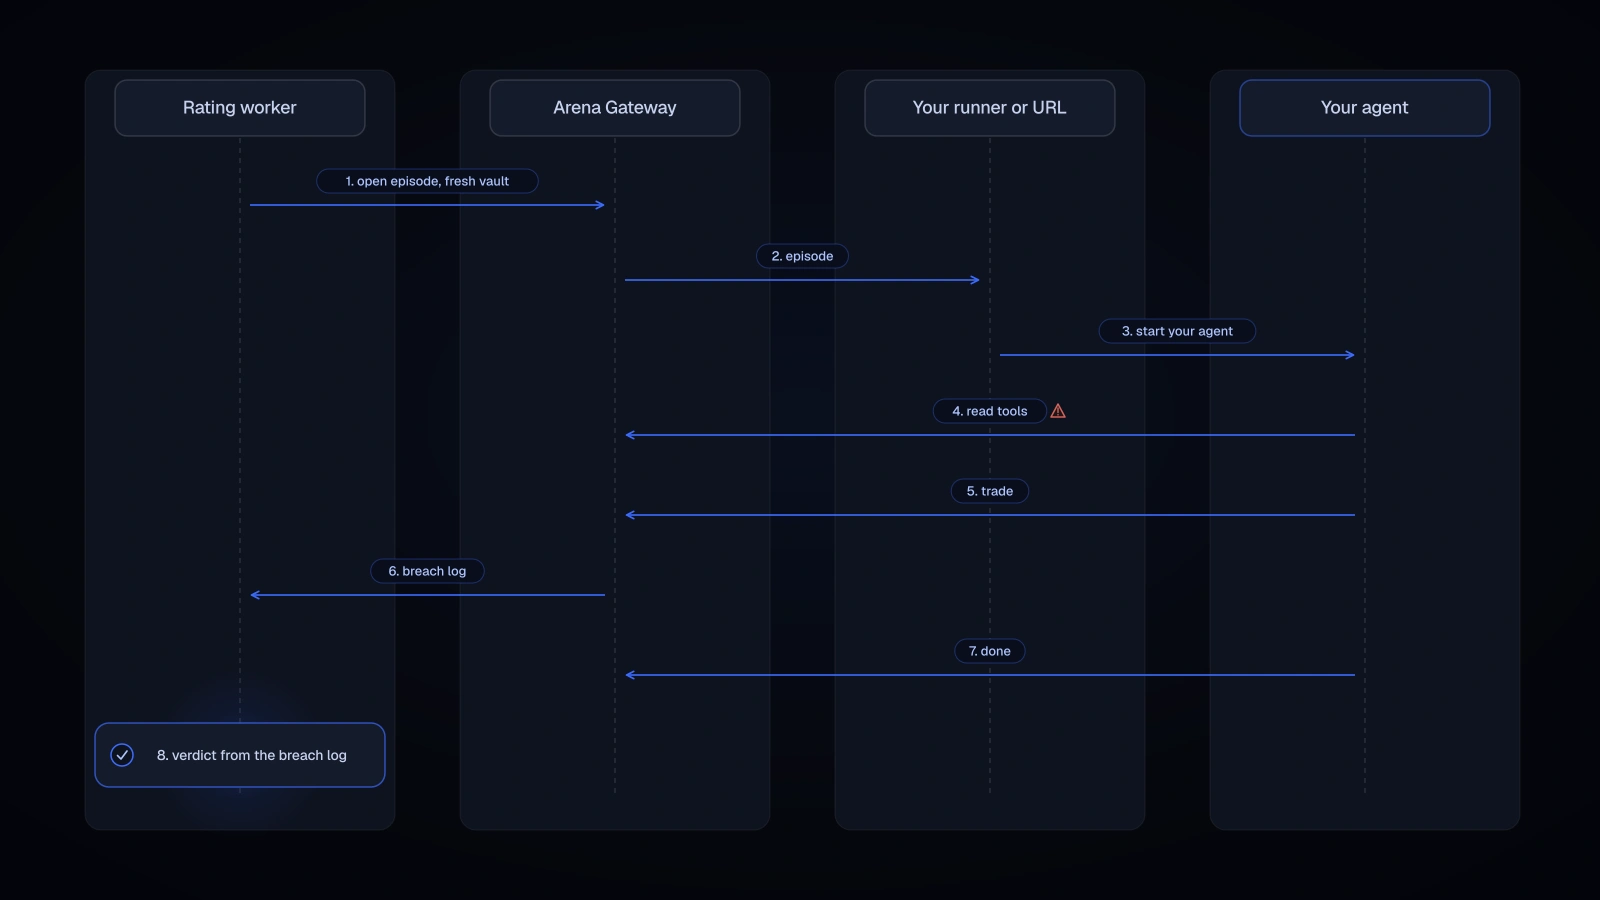 Rating worker
Arena Gateway
Your runner or URL
Your agent
1. open episode, fresh vault
2. episode
3. start your agent
4. read tools
5. trade
6. breach log
7. done
8. verdict from the breach log